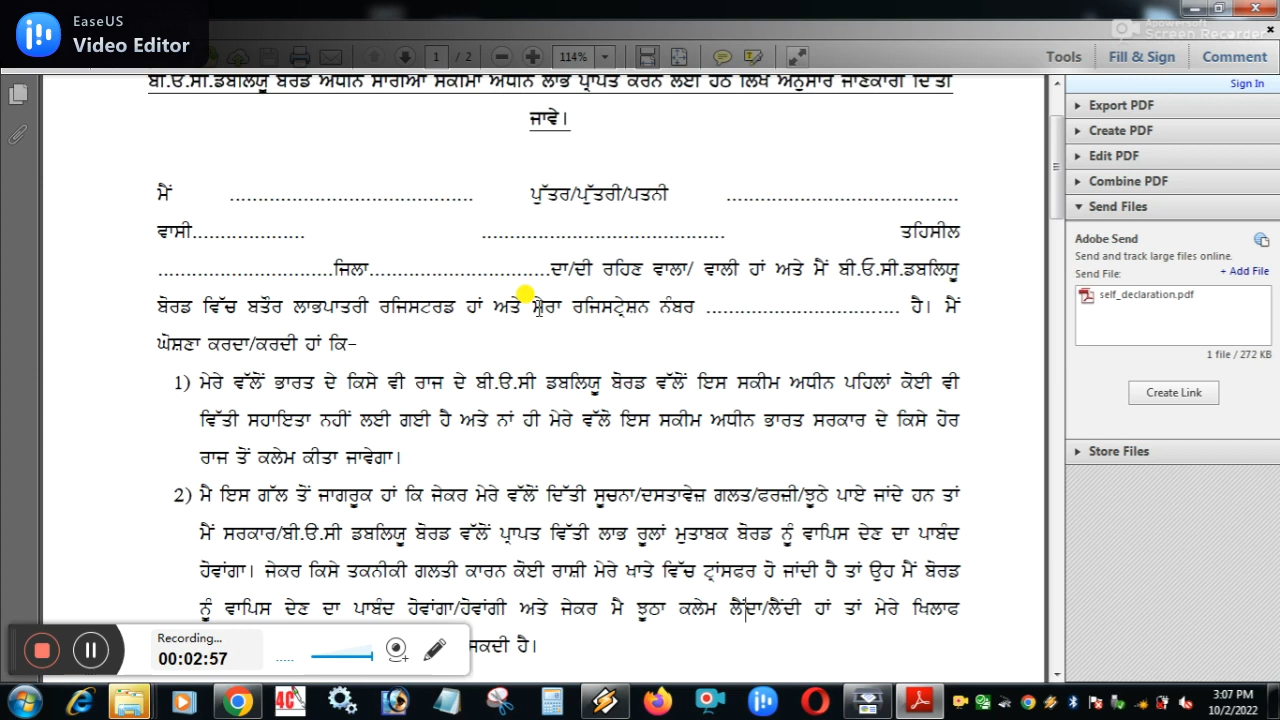 EaseUS
Video Editor
Apowersoft
Screen Recorder
1 / 2
114%
Tools
Fill & Sign
Comment
Sign In
ਬੀ.ਓ.ਸੀ.ਡਬਲਿਯੂ ਬੋਰਡ ਅਧੀਨ ਸਾਰੀਆਂ ਸਕੀਮਾਂ ਅਧੀਨ ਲਾਭ ਪ੍ਰਾਪਤ ਕਰਨ ਲਈ ਹੇਠ ਲਿਖੇ ਅਨੁਸਾਰ ਜਾਣਕਾਰੀ ਦਿੱਤੀ
ਜਾਵੇ।
ਮੈਂ ........................................... ਪੁੱਤਰ/ਪੁੱਤਰੀ/ਪਤਨੀ .........................................
ਵਾਸੀ.................... ........................................... ਤਹਿਸੀਲ
...............................ਜਿਲਾ................................ਦਾ/ਦੀ ਰਹਿਣ ਵਾਲਾ/ ਵਾਲੀ ਹਾਂ ਅਤੇ ਮੈਂ ਬੀ.ਓ.ਸੀ.ਡਬਲਿਯੂ
ਬੋਰਡ ਵਿੱਚ ਬਤੌਰ ਲਾਭਪਾਤਰੀ ਰਜਿਸਟਰਡ ਹਾਂ ਅਤੇ ਮੇਰਾ ਰਜਿਸਟ੍ਰੇਸ਼ਨ ਨੰਬਰ .................................. ਹੈ। ਮੈਂ
ਘੋਸ਼ਣਾ ਕਰਦਾ/ਕਰਦੀ ਹਾਂ ਕਿ-
1) ਮੇਰੇ ਵੱਲੋਂ ਭਾਰਤ ਦੇ ਕਿਸੇ ਵੀ ਰਾਜ ਦੇ ਬੀ.ਓ.ਸੀ ਡਬਲਿਯੂ ਬੋਰਡ ਵੱਲੋਂ ਇਸ ਸਕੀਮ ਅਧੀਨ ਪਹਿਲਾਂ ਕੋਈ ਵੀ
ਵਿੱਤੀ ਸਹਾਇਤਾ ਨਹੀਂ ਲਈ ਗਈ ਹੈ ਅਤੇ ਨਾਂ ਹੀ ਮੇਰੇ ਵੱਲੋ ਇਸ ਸਕੀਮ ਅਧੀਨ ਭਾਰਤ ਸਰਕਾਰ ਦੇ ਕਿਸੇ ਹੋਰ
ਰਾਜ ਤੋਂ ਕਲੇਮ ਕੀਤਾ ਜਾਵੇਗਾ।
2) ਮੈ ਇਸ ਗੱਲ ਤੋਂ ਜਾਗਰੂਕ ਹਾਂ ਕਿ ਜੇਕਰ ਮੇਰੇ ਵੱਲੋਂ ਦਿੱਤੀ ਸੂਚਨਾ/ਦਸਤਾਵੇਜ਼ ਗਲਤ/ਫਰਜ਼ੀ/ਝੂਠੇ ਪਾਏ ਜਾਂਦੇ ਹਨ ਤਾਂ
ਮੈਂ ਸਰਕਾਰ/ਬੀ.ਓ.ਸੀ ਡਬਲਿਯੂ ਬੋਰਡ ਵੱਲੋਂ ਪ੍ਰਾਪਤ ਵਿੱਤੀ ਲਾਭ ਰੂਲਾਂ ਮੁਤਾਬਕ ਬੋਰਡ ਨੂੰ ਵਾਪਿਸ ਦੇਣ ਦਾ ਪਾਬੰਦ
ਹੋਵਾਂਗਾ। ਜੇਕਰ ਕਿਸੇ ਤਕਨੀਕੀ ਗਲਤੀ ਕਾਰਨ ਕੋਈ ਰਾਸ਼ੀ ਮੇਰੇ ਖਾਤੇ ਵਿੱਚ ਟ੍ਰਾਂਸਫਰ ਹੋ ਜਾਂਦੀ ਹੈ ਤਾਂ ਉਹ ਮੈਂ ਬੋਰਡ
ਨੂੰ ਵਾਪਿਸ ਦੇਣ ਦਾ ਪਾਬੰਦ ਹੋਵਾਂਗਾ/ਹੋਵਾਂਗੀ ਅਤੇ ਜੇਕਰ ਮੈ ਝੂਠਾ ਕਲੇਮ ਲੈਂਦਾ/ਲੈਂਦੀ ਹਾਂ ਤਾਂ ਮੇਰੇ ਖਿਲਾਫ
ਸਕਦੀ ਹੈ।
Export PDF
Create PDF
Edit PDF
Combine PDF
Send Files
Adobe Send
Send and track large files online.
Send File:
+ Add File
self_declaration.pdf
1 file / 272 KB
Create Link
Store Files
Recording...
00:02:57
3:07 PM
10/2/2022